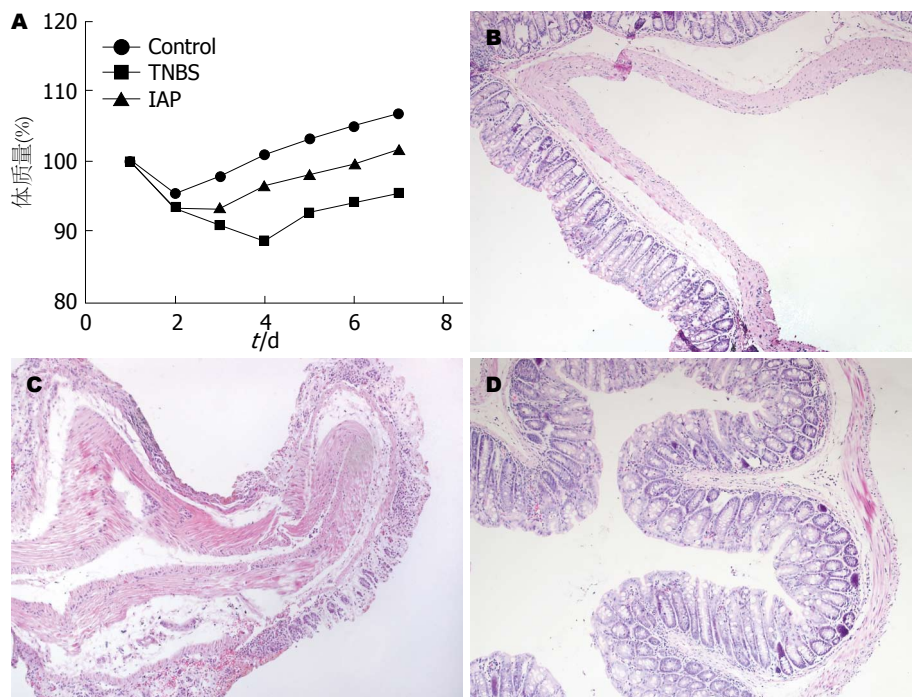 A
120
Control
TNBS
IAP
110
100
90
80
体质量(%)
0
2
4
6
8
t/d
B
C
D